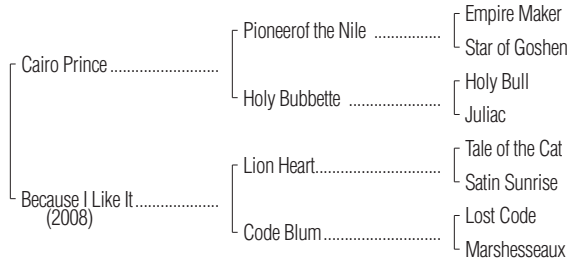 Empire Maker
Pioneerof the Nile ..................
Star of Goshen
Cairo Prince .............................
Holy Bull
Holy Bubbette .........................
Juliac
Tale of the Cat
Lion Heart..................................
Satin Sunrise
Because I Like It......................
(2008)
Lost Code
Code Blum................................
Marshesseaux